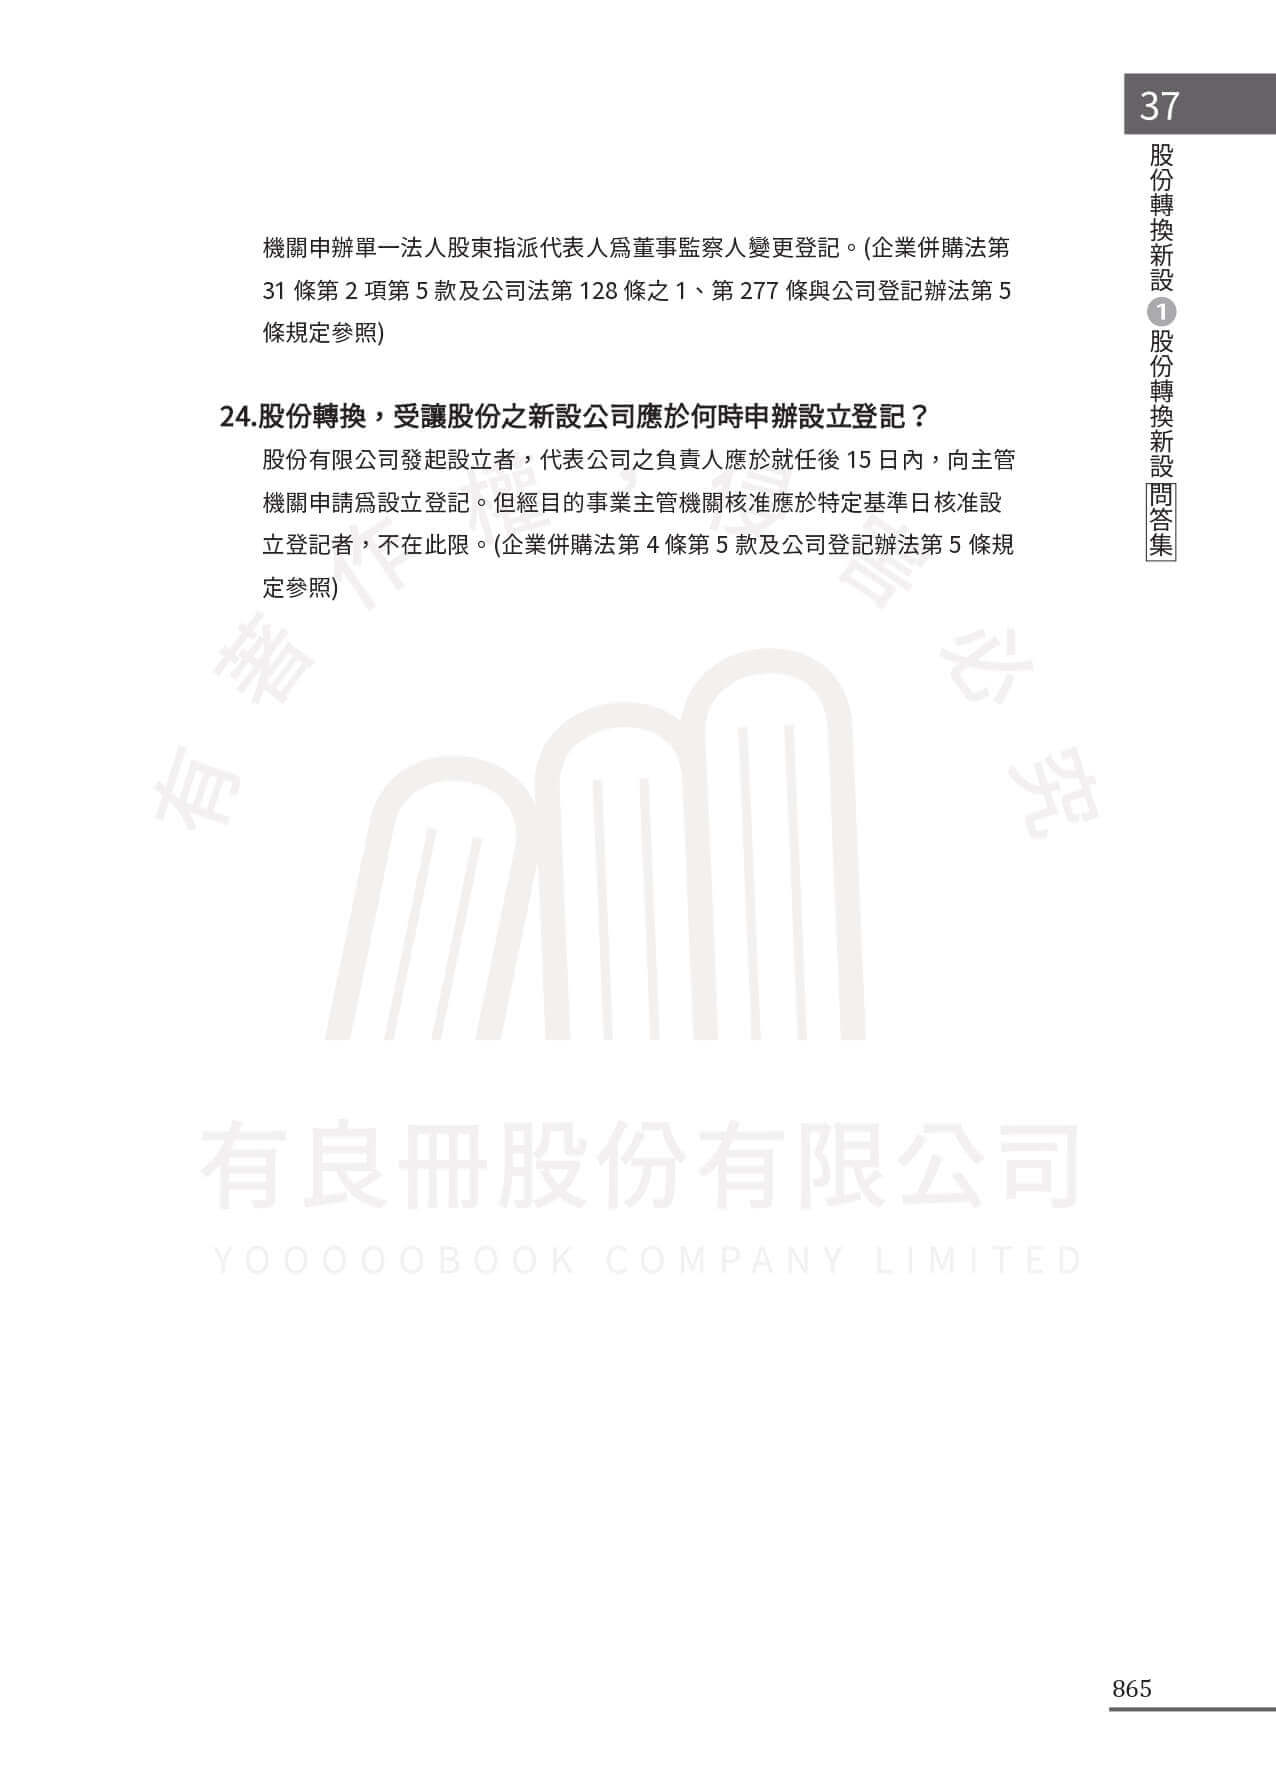 37
股份轉換新設
1
股份轉換新設
問答集
機關申辦單一法人股東指派代表人爲董事監察人變更登記。(企業併購法第
31 條第 2 項第 5 款及公司法第 128 條之 1、第 277 條與公司登記辦法第 5
條規定參照)
24.股份轉換，受讓股份之新設公司應於何時申辦設立登記？
股份有限公司發起設立者，代表公司之負責人應於就任後 15 日內，向主管
機關申請爲設立登記。但經目的事業主管機關核准應於特定基準日核准設
立登記者，不在此限。(企業併購法第 4 條第 5 款及公司登記辦法第 5 條規
定參照)
有著作權，侵害必究
有良冊股份有限公司
YOOOOOBOOK COMPANY LIMITED
865